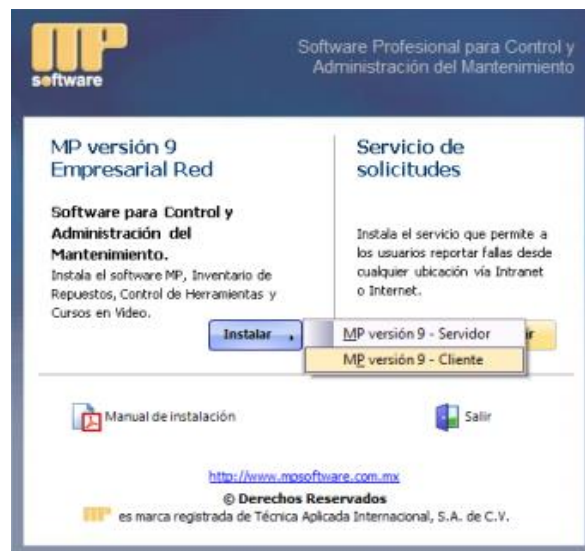 MP
software
Software Profesional para Control y
Administración del Mantenimiento
MP versión 9
Empresarial Red
Software para Control y
Administración del
Mantenimiento.
Instala el software MP, Inventario de
Repuestos, Control de Herramientas y
Cursos en Video.
Instalar
Servicio de
solicitudes
Instala el servicio que permite a
los usuarios reportar fallas desde
cualquier ubicación vía Intranet
o Internet.
MP versión 9 - Servidor
MP versión 9 - Cliente
Manual de instalación
Salir
http://www.mpsoftware.com.mx
© Derechos Reservados
MP es marca registrada de Técnica Aplicada Internacional, S.A. de C.V.